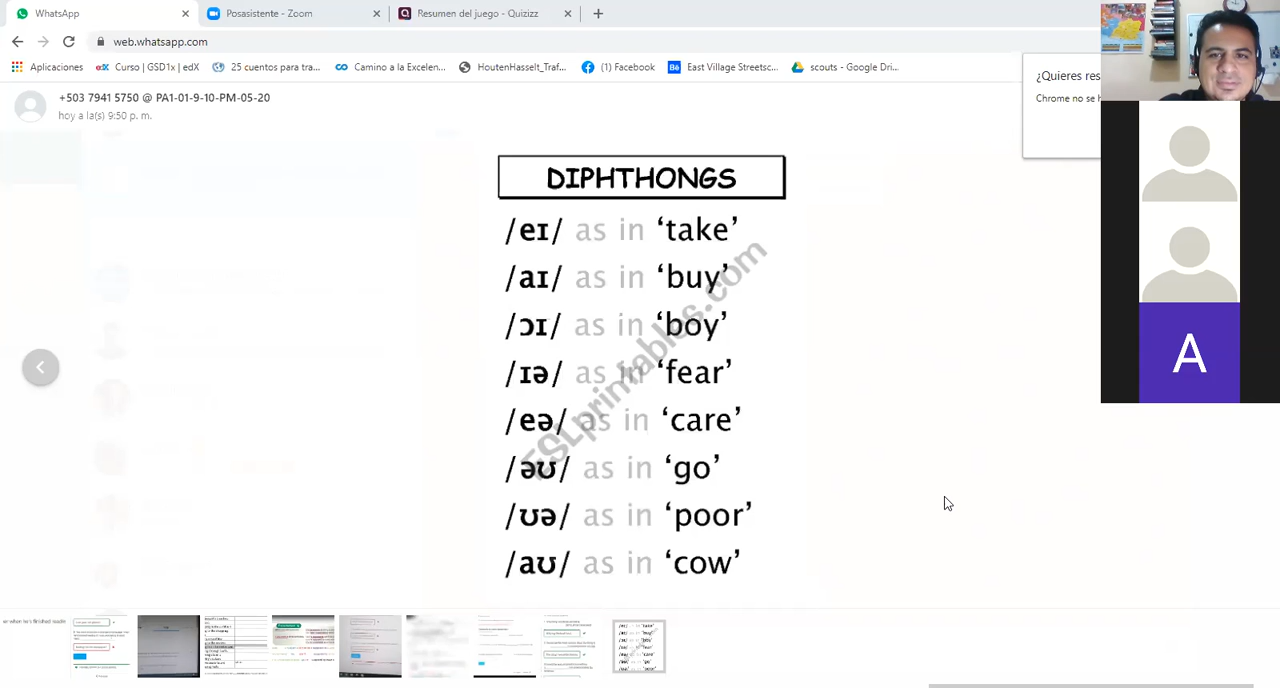 WhatsApp
Posasistente - Zoom
Resumen del juego - Quizizz
web.whatsapp.com
Aplicaciones
Curso | GSD1x | edX
25 cuentos para tra...
Camino a la Excelen...
Houtenhasselt_Traf...
(1) Facebook
East Village Streetsc...
scouts - Google Dri...
+503 7941 5750 @ PA1-01-9-10-PM-05-20
hoy a la(s) 9:50 p. m.
¿Quieres res
Chrome no se h
DIPHTHONGS
/eɪ/ as in ‘take’
/aɪ/ as in ‘buy’
/ɔɪ/ as in ‘boy’
/ɪə/ as in ‘fear’
/eə/ as in ‘care’
/əʊ/ as in ‘go’
/ʊə/ as in ‘poor’
/aʊ/ as in ‘cow’
ESLprintables.com
A
er when he's finished